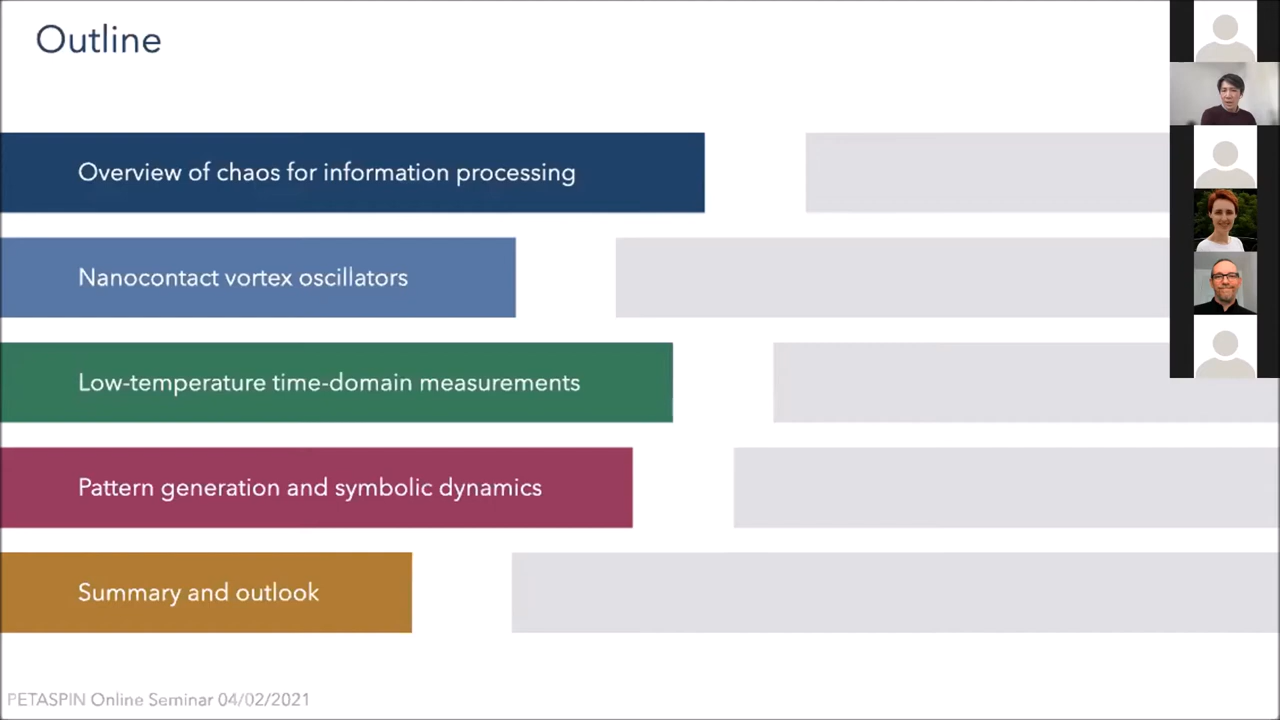 Outline
Overview of chaos for information processing
Nanocontact vortex oscillators
Low-temperature time-domain measurements
Pattern generation and symbolic dynamics
Summary and outlook
PETASPIN Online Seminar 04/02/2021